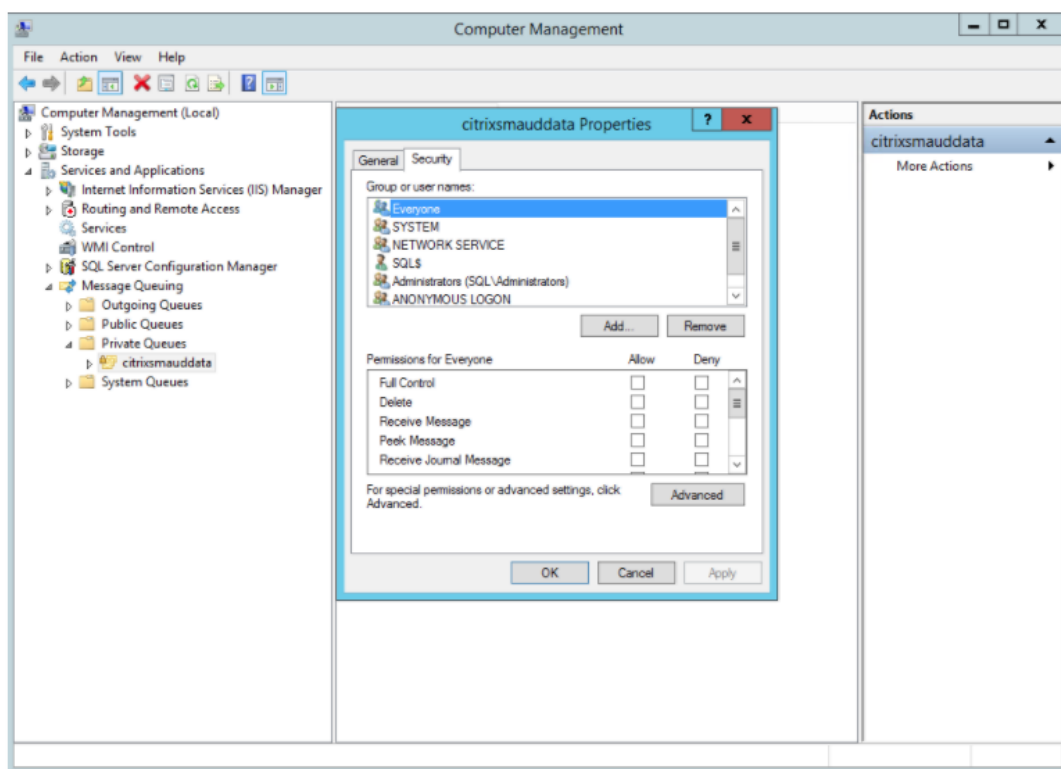 Computer Management
File Action View Help
Computer Management (Local)
System Tools
Storage
Services and Applications
Internet Information Services (IIS) Manager
Routing and Remote Access
Services
WMI Control
SQL Server Configuration Manager
Message Queuing
Outgoing Queues
Public Queues
Private Queues
citrixsmauddata
System Queues
citrixsmauddata Properties
General Security
Group or user names:
Everyone
SYSTEM
NETWORK SERVICE
SQL$
Administrators (SQL\Administrators)
ANONYMOUS LOGON
Add... Remove
Permissions for Everyone Allow Deny
Full Control
Delete
Receive Message
Peek Message
Receive Journal Message
For special permissions or advanced settings, click
Advanced.
Advanced
OK Cancel Apply
Actions
citrixsmauddata
More Actions